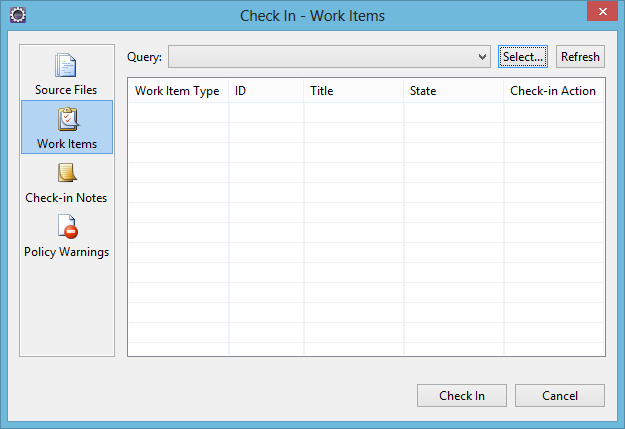 Check In - Work Items
Query:
Select...
Refresh
Source Files
Work Items
Check-in Notes
Policy Warnings
Work Item Type
ID
Title
State
Check-in Action
Check In
Cancel